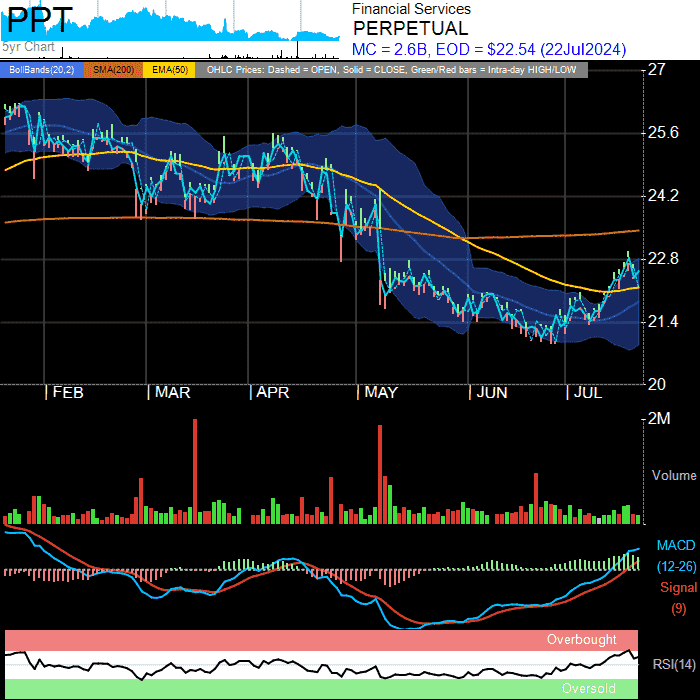 PPT
5yr Chart
Financial Services
PERPETUAL
MC = 2.6B, EOD = $22.54 (22Jul2024)
BollBands(20,2) SMA(200) EMA(50) OHLC Prices: Dashed = OPEN, Solid = CLOSE, Green/Red bars = Intra-day HIGH/LOW
27
25.6
24.2
22.8
21.4
20
FEB MAR APR MAY JUN JUL
2M
Volume
MACD
(12-26)
Signal
(9)
Overbought
RSI(14)
Oversold